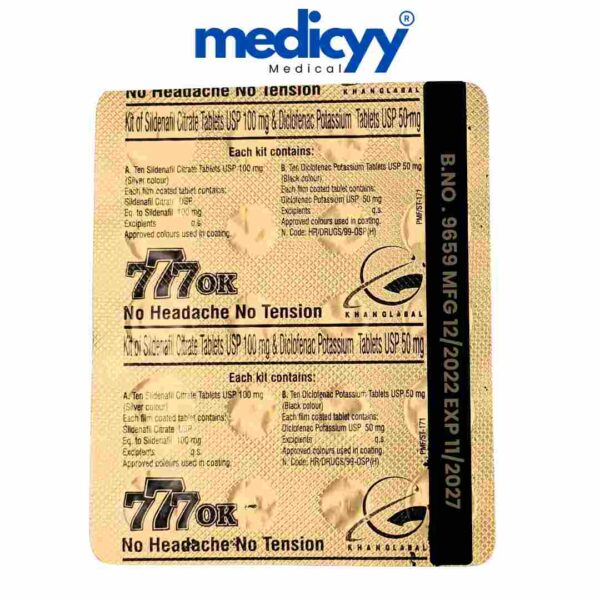 medicyy®
Medical
No Headache No Tension
KHANGLABAL
Kit of Sildenafil Citrate Tablets USP 100 mg & Diclofenac Potassium Tablets USP 50 mg
Each kit contains:
A. Ten Sildenafil Citrate Tablets USP 100 mg
(Silver colour)
Each film coated tablet contains:
Sildenafil Citrate USP
Eq. to Sildenafil 100 mg
Excipients q.s.
Approved colours used in coating.
B. Ten Diclofenac Potassium Tablets USP 50 mg
(Black colour)
Each film coated tablet contains:
Diclofenac Potassium USP 50 mg
Excipients q.s.
Approved colours used in coating.
N. Code: HR/DRUGS/99-OSP(H)
PMF/ST-171
777OK
No Headache No Tension
KHANGLABAL
Kit of Sildenafil Citrate Tablets USP 100 mg & Diclofenac Potassium Tablets USP 50 mg
Each kit contains:
A. Ten Sildenafil Citrate Tablets USP 100 mg
(Silver colour)
Each film coated tablet contains:
Sildenafil Citrate USP
Eq. to Sildenafil 100 mg
Excipients q.s.
Approved colours used in coating.
B. Ten Diclofenac Potassium Tablets USP 50 mg
(Black colour)
Each film coated tablet contains:
Diclofenac Potassium USP 50 mg
Excipients q.s.
Approved colours used in coating.
N. Code: HR/DRUGS/99-OSP(H)
PMF/ST-171
777OK
No Headache No Tension
KHANGLABAL
B.NO. 9659 MFG 12/2022 EXP 11/2027